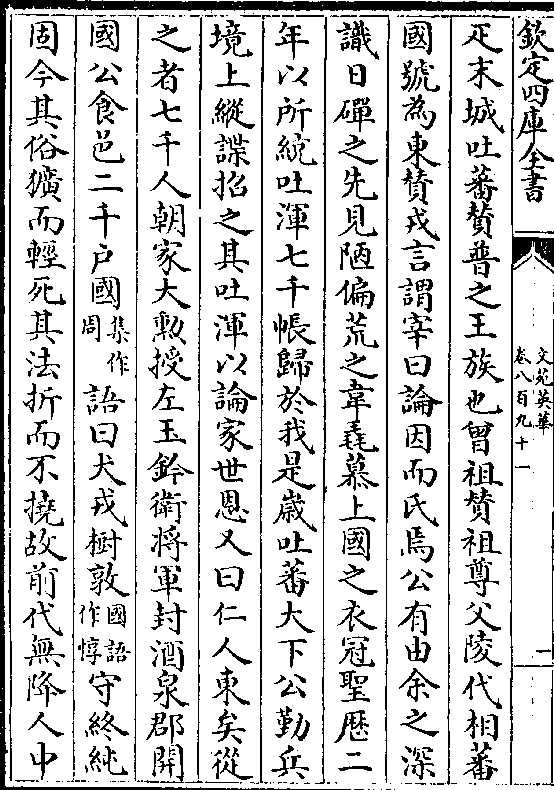 欽定四庫全書
文苑英華
卷八百九十一
一
疋末城吐蕃贊普之王族也曾祖贊祖尊父陵代相蕃
國號為東贊戎言謂宰曰論因而氏焉公有由余之深
識日磾之先見陋偏荒之韋毳慕上國之衣冠聖厯二
年以所統吐渾七千帳歸於我是歳吐蕃大下公勤兵
境上縱諜招之其吐渾以論家世恩又曰仁人東矣從
之者七千人朝家大勲授左玉鈐衛将軍封酒泉郡開
國公食邑二千户國集作周語曰犬戎樹敦國語作惇守終純
固今其俗獷而輕死其法折而不撓故前代無降人中